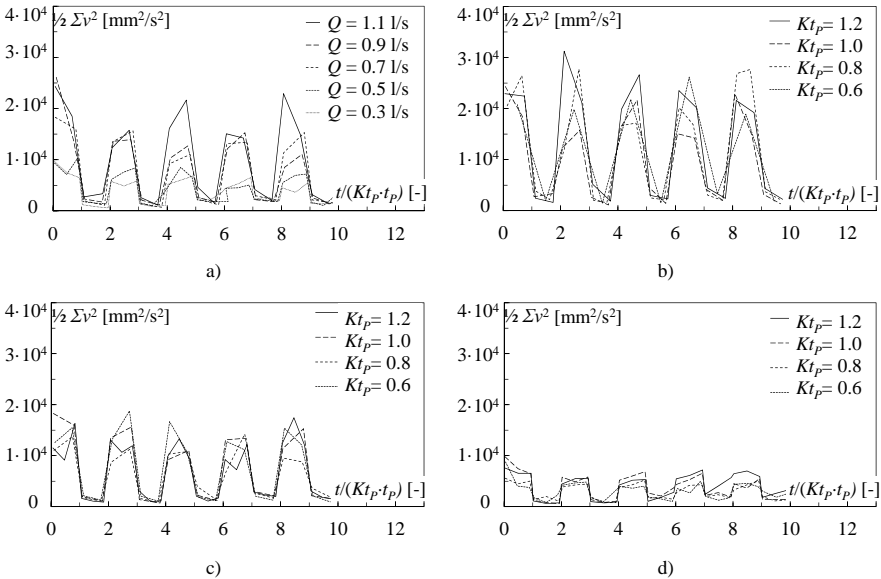 ½ Σv² [mm²/s²]
4·10⁴
3·10⁴
2·10⁴
1·10⁴
0
Q = 1.1 l/s
Q = 0.9 l/s
Q = 0.7 l/s
Q = 0.5 l/s
Q = 0.3 l/s
t/(Kt_P·t_P) [-]
0 2 4 6 8 10 12
a)
½ Σv² [mm²/s²]
4·10⁴
3·10⁴
2·10⁴
1·10⁴
0
Kt_P= 1.2
Kt_P= 1.0
Kt_P= 0.8
Kt_P= 0.6
t/(Kt_P·t_P) [-]
0 2 4 6 8 10 12
b)
½ Σv² [mm²/s²]
4·10⁴
3·10⁴
2·10⁴
1·10⁴
0
Kt_P= 1.2
Kt_P= 1.0
Kt_P= 0.8
Kt_P= 0.6
t/(Kt_P·t_P) [-]
0 2 4 6 8 10 12
c)
½ Σv² [mm²/s²]
4·10⁴
3·10⁴
2·10⁴
1·10⁴
0
Kt_P= 1.2
Kt_P= 1.0
Kt_P= 0.8
Kt_P= 0.6
t/(Kt_P·t_P) [-]
0 2 4 6 8 10 12
d)